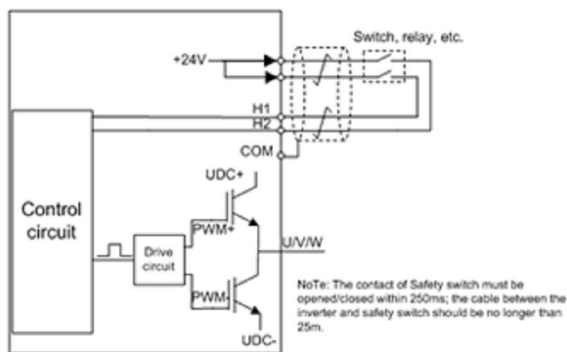 Switch, relay, etc.
+24V
H1
H2
COM
UDC+
Control
circuit
PWM+
Drive
circuit
U/V/W
PWM-
UDC-
NoTe: The contact of Safety switch must be
opened/closed within 250ms; the cable between the
inverter and safety switch should be no longer than
25m.